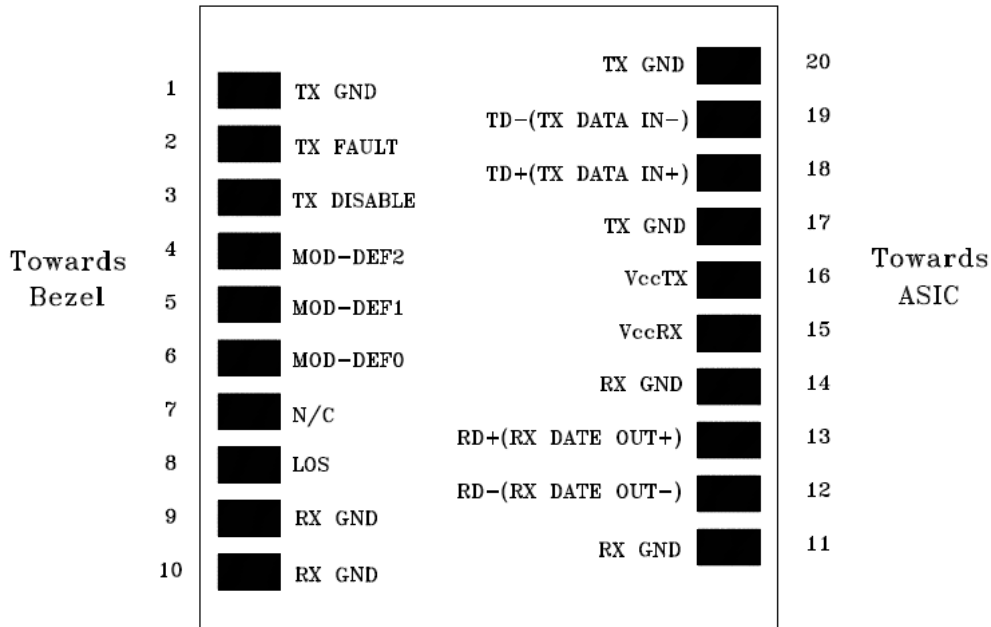 Towards
Bezel
1 TX GND
2 TX FAULT
3 TX DISABLE
4 MOD-DEF2
5 MOD-DEF1
6 MOD-DEF0
7 N/C
8 LOS
9 RX GND
10 RX GND
TX GND 20
TD-(TX DATA IN-) 19
TD+(TX DATA IN+) 18
TX GND 17
VccTX 16
VccRX 15
RX GND 14
RD+(RX DATE OUT+) 13
RD-(RX DATE OUT-) 12
RX GND 11
Towards
ASIC